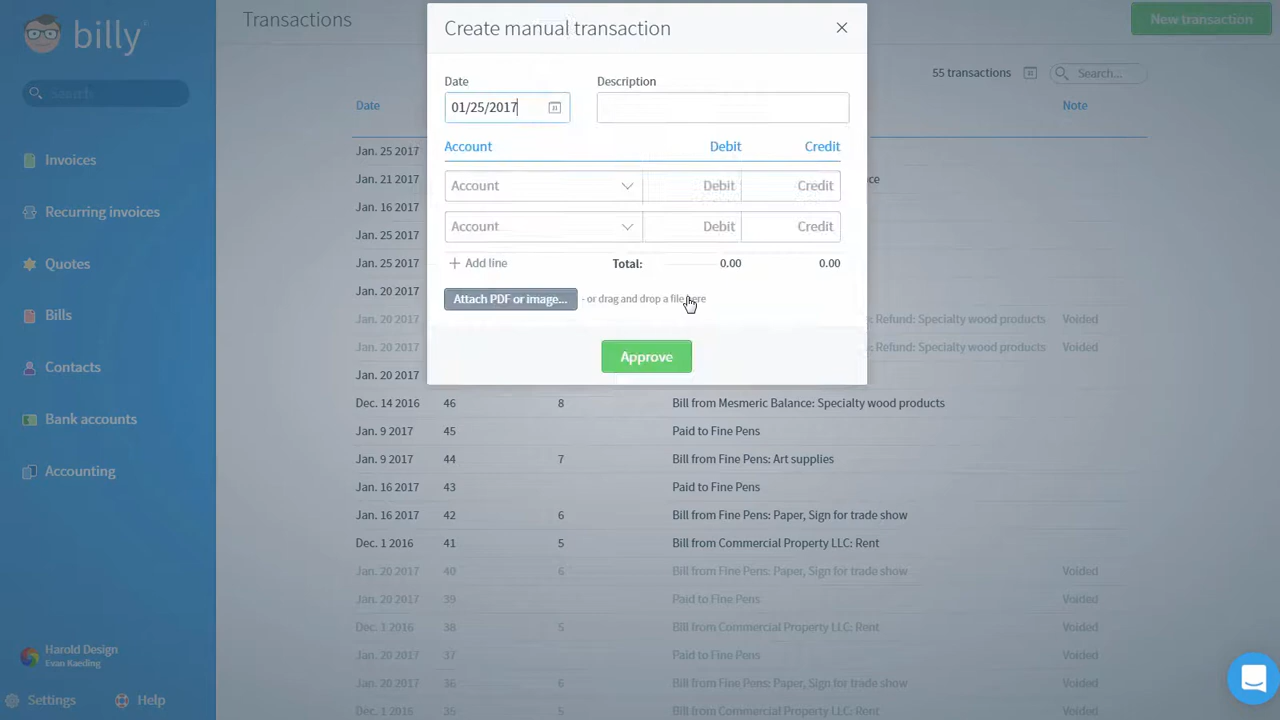 billy
Transactions
New transaction
Search...
55 transactions
Search...
Create manual transaction
Date
Description
01/25/2017
Account Debit Credit
Account Debit Credit
Account Debit Credit
+ Add line Total: 0.00 0.00
Attach PDF or image... - or drag and drop a file here
Approve
Invoices
Recurring invoices
Quotes
Bills
Contacts
Bank accounts
Accounting
Harold Design
Evan Raeding
Settings
Help
Date Note
Jan. 25 2017
Jan. 21 2017 ce
Jan. 16 2017
Jan. 25 2017
Jan. 25 2017
Jan. 20 2017
Jan. 20 2017 : Refund: Specialty wood products Voided
Jan. 20 2017 : Refund: Specialty wood products Voided
Jan. 20 2017
Dec. 14 2016 46 8 Bill from Mesmeric Balance: Specialty wood products
Jan. 9 2017 45 Paid to Fine Pens
Jan. 9 2017 44 7 Bill from Fine Pens: Art supplies
Jan. 16 2017 43 Paid to Fine Pens
Jan. 16 2017 42 6 Bill from Fine Pens: Paper, Sign for trade show
Dec. 1 2016 41 5 Bill from Commercial Property LLC: Rent
Jan. 20 2017 40 6 Bill from Fine Pens: Paper, Sign for trade show Voided
Jan. 20 2017 39 Paid to Fine Pens Voided
Dec. 1 2016 38 5 Bill from Commercial Property LLC: Rent Voided
Jan. 20 2017 37 Paid to Fine Pens Voided
Jan. 20 2017 36 6 Bill from Fine Pens: Paper, Sign for trade show Voided
Dec. 1 2016 35 5 Bill from Commercial Property LLC: Rent Voided